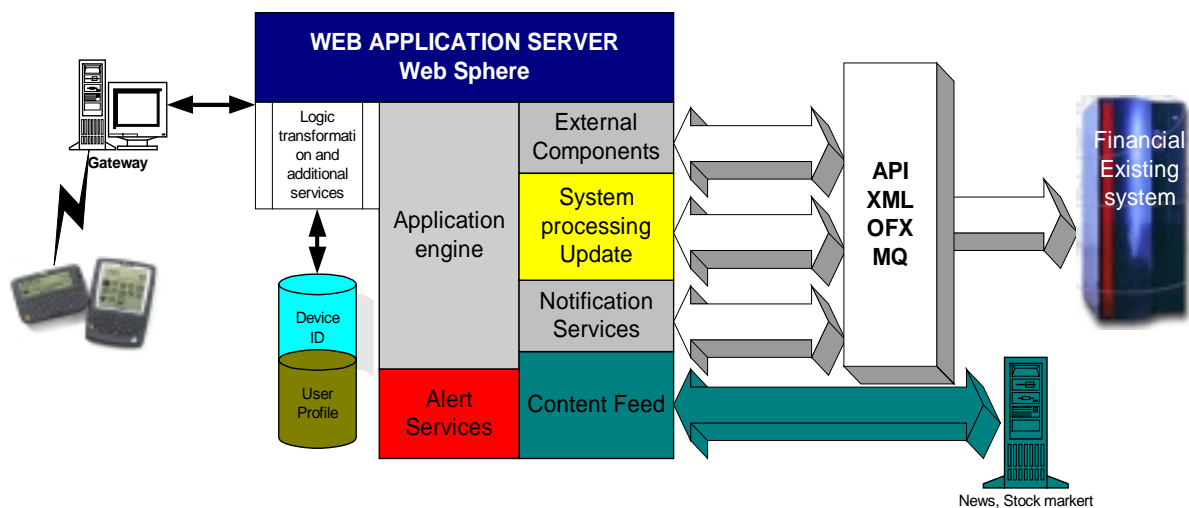 WEB APPLICATION SERVER
Web Sphere
Gateway
Logic
transformati
on and
additional
services
Device
ID
User
Profile
Application
engine
Alert
Services
External
Components
System
processing
Update
Notification
Services
Content Feed
API
XML
OFX
MQ
Financial
Existing
system
News, Stock markert